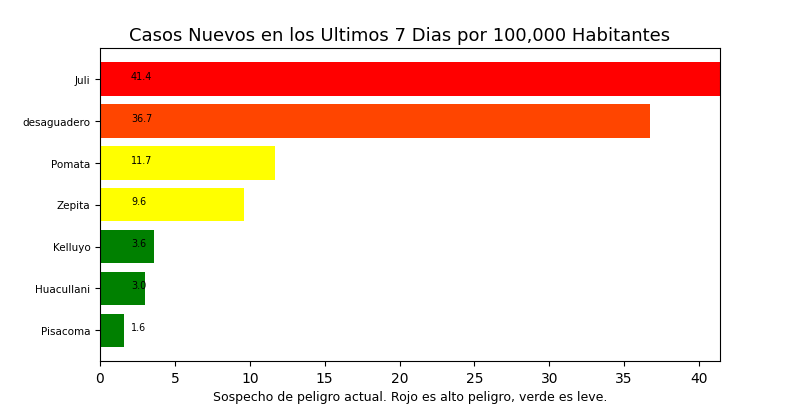 Casos Nuevos en los Ultimos 7 Dias por 100,000 Habitantes
Juli 41.4
desaguadero 36.7
Pomata 11.7
Zepita 9.6
Kelluyo 3.6
Huacullani 3.0
Pisacoma 1.6
0 5 10 15 20 25 30 35 40
Sospecho de peligro actual. Rojo es alto peligro, verde es leve.